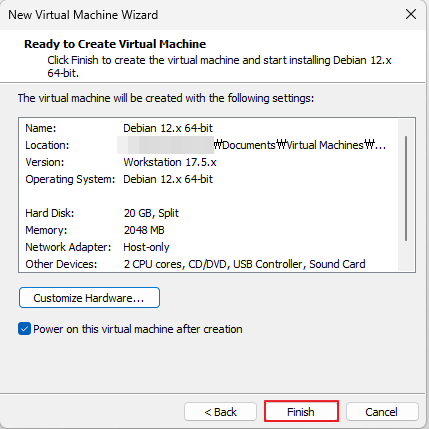 New Virtual Machine Wizard
Ready to Create Virtual Machine
Click Finish to create the virtual machine and start installing Debian 12.x
64-bit.
The virtual machine will be created with the following settings:
Name: Debian 12.x 64-bit
Location: ₩Documents₩Virtual Machines₩...
Version: Workstation 17.5.x
Operating System: Debian 12.x 64-bit
Hard Disk: 20 GB, Split
Memory: 2048 MB
Network Adapter: Host-only
Other Devices: 2 CPU cores, CD/DVD, USB Controller, Sound Card
Customize Hardware...
Power on this virtual machine after creation
< Back Finish Cancel